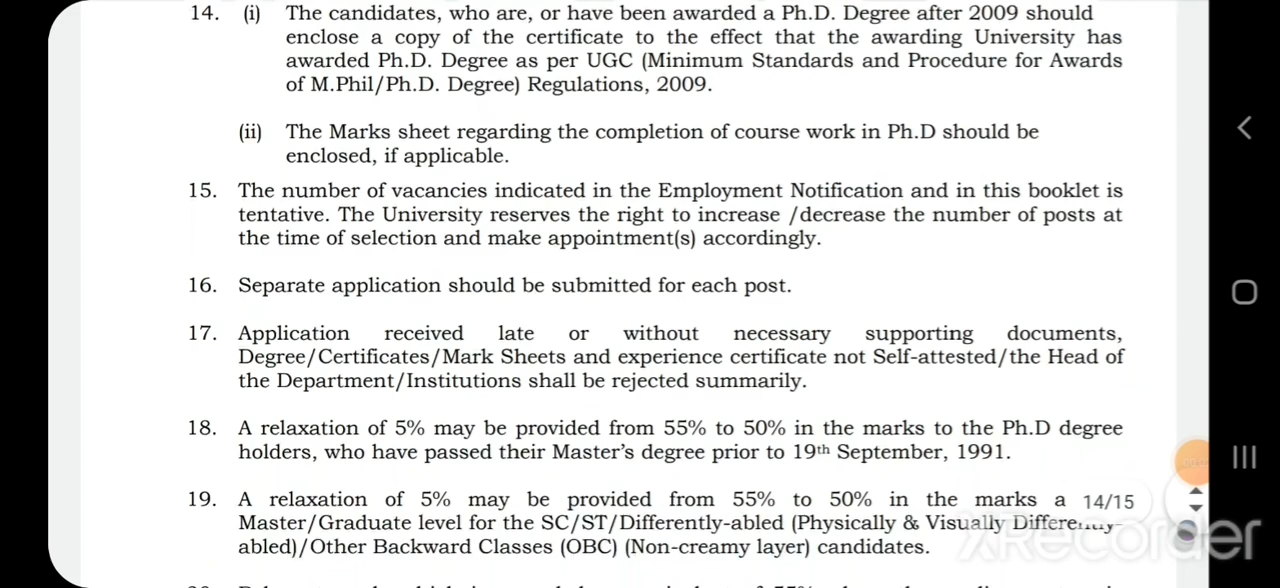 14. (i) The candidates, who are, or have been awarded a Ph.D. Degree after 2009 should
enclose a copy of the certificate to the effect that the awarding University has
awarded Ph.D. Degree as per UGC (Minimum Standards and Procedure for Awards
of M.Phil/Ph.D. Degree) Regulations, 2009.
(ii) The Marks sheet regarding the completion of course work in Ph.D should be
enclosed, if applicable.
15. The number of vacancies indicated in the Employment Notification and in this booklet is
tentative. The University reserves the right to increase /decrease the number of posts at
the time of selection and make appointment(s) accordingly.
16. Separate application should be submitted for each post.
17. Application received late or without necessary supporting documents,
Degree/Certificates/Mark Sheets and experience certificate not Self-attested/the Head of
the Department/Institutions shall be rejected summarily.
18. A relaxation of 5% may be provided from 55% to 50% in the marks to the Ph.D degree
holders, who have passed their Master's degree prior to 19th September, 1991.
19. A relaxation of 5% may be provided from 55% to 50% in the marks a
14/15
Master/Graduate level for the SC/ST/Differently-abled (Physically & Visually Differently-
abled)/Other Backward Classes (OBC) (Non-creamy layer) candidates.
XRecorder